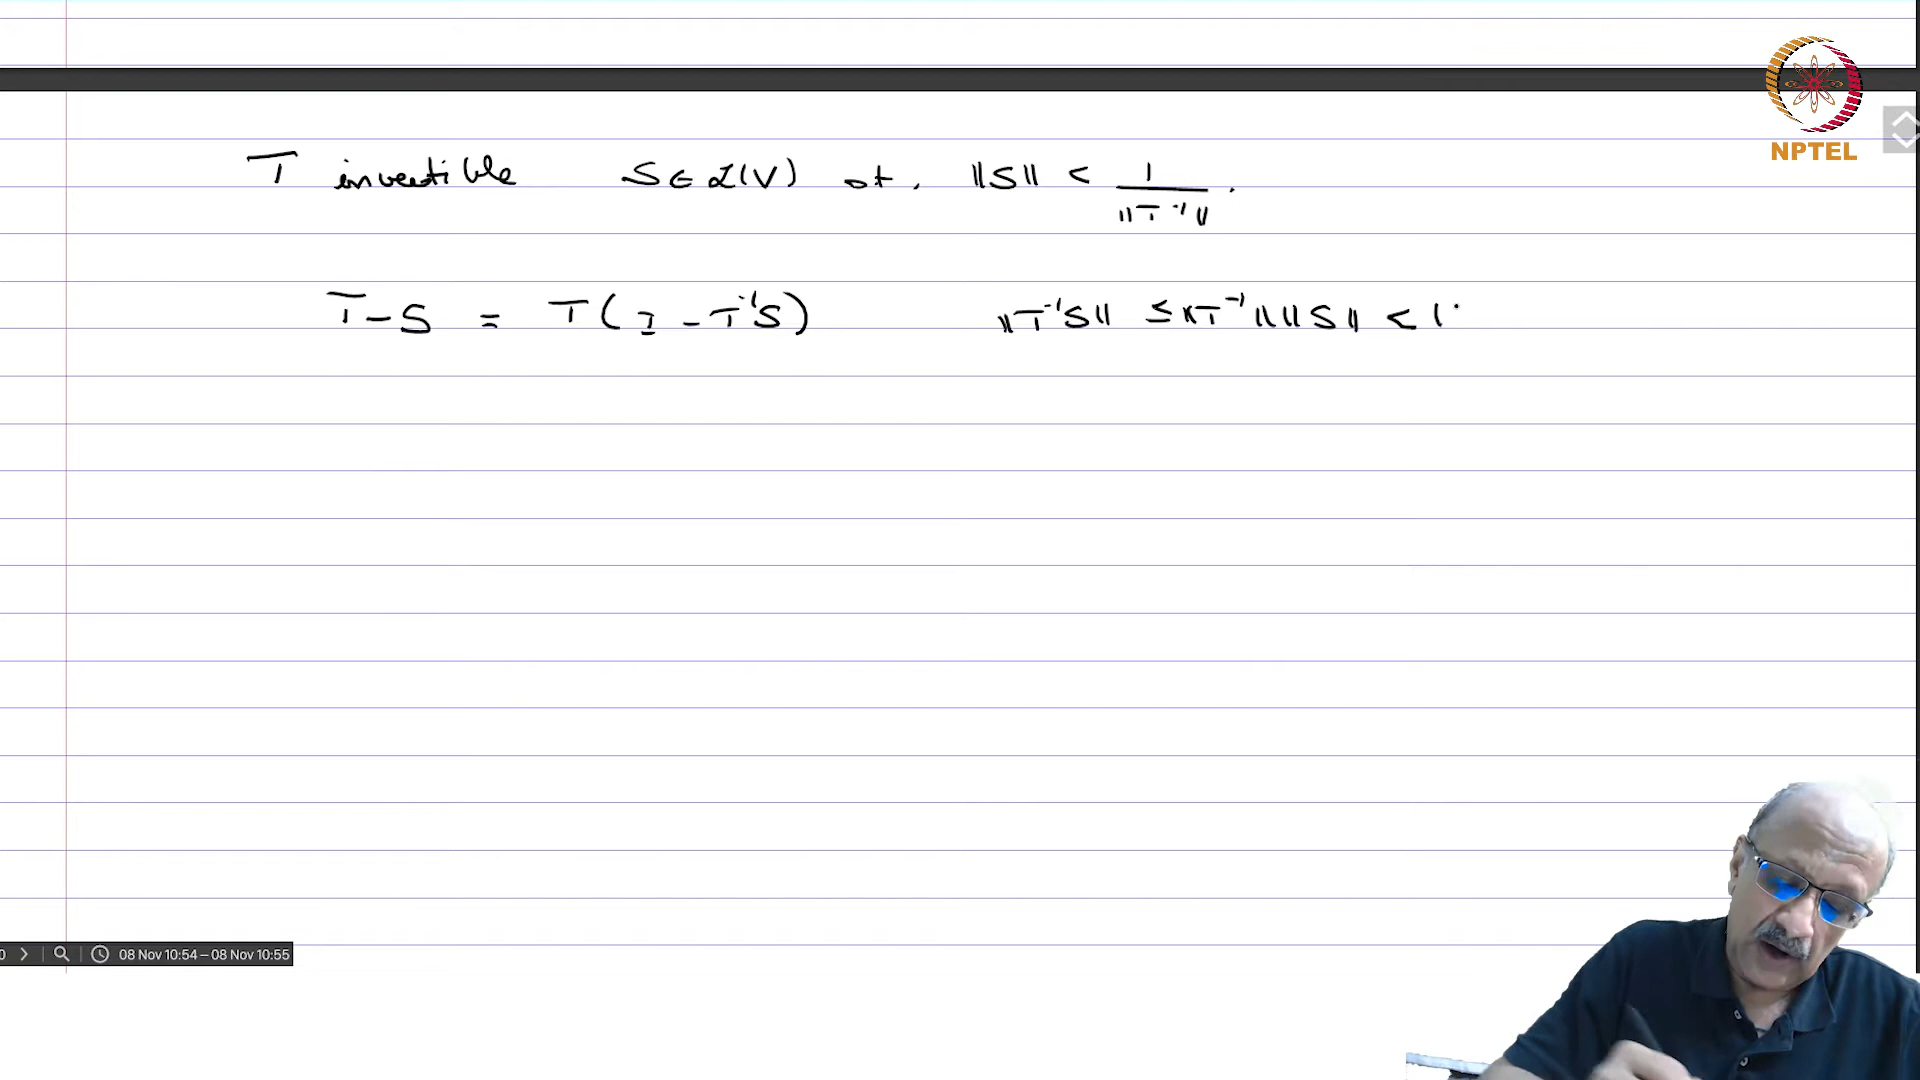 NPTEL
T invertible S ∈ L(V) st. ||S|| < 1/||T⁻¹||.
T - S = T(I - T⁻¹S) ||T⁻¹S|| ≤ ||T⁻¹|| ||S|| < 1.
08 Nov 10:54 – 08 Nov 10:55